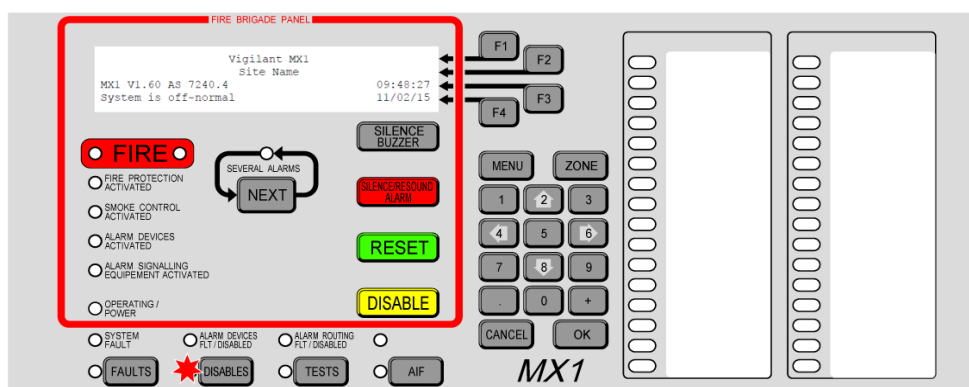 FIRE BRIGADE PANEL
Vigilant MX1
Site Name
MX1 V1.60 AS 7240.4 09:48:27
System is off-normal 11/02/15
F1
F2
F3
F4
FIRE
FIRE PROTECTION
ACTIVATED
SMOKE CONTROL
ACTIVATED
ALARM DEVICES
ACTIVATED
ALARM SIGNALLING
EQUIPEMENT ACTIVATED
OPERATING /
POWER
SEVERAL ALARMS
NEXT
SILENCE
BUZZER
SILENCE/RESOUND
ALARM
RESET
DISABLE
MENU ZONE
1 2 3
4 5 6
7 8 9
. 0 +
CANCEL OK
SYSTEM
FAULT
ALARM DEVICES
FLT / DISABLED
ALARM ROUTING
FLT / DISABLED
FAULTS DISABLES TESTS AIF
MX1